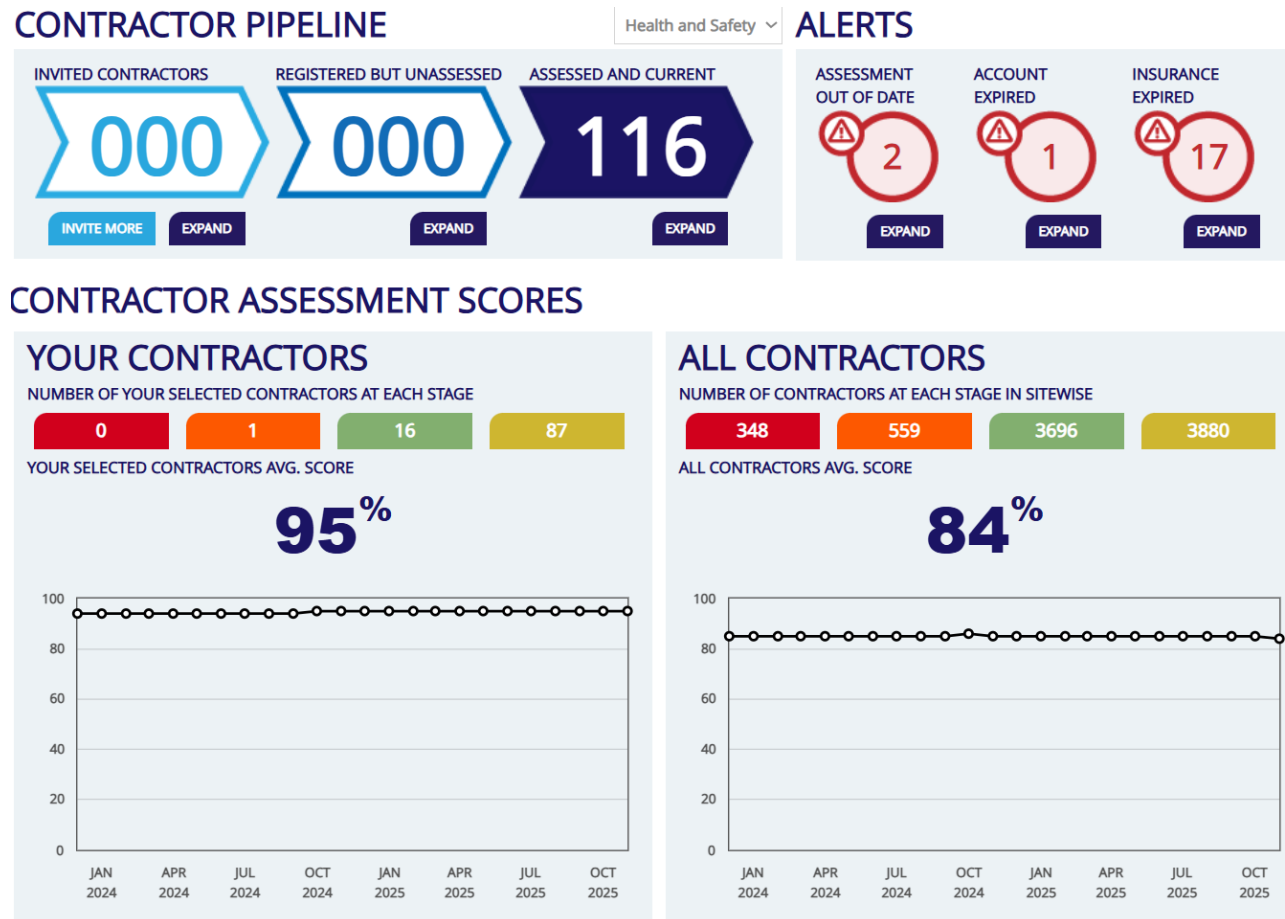 CONTRACTOR PIPELINE
Health and Safety
INVITED CONTRACTORS
000
INVITE MORE
EXPAND
REGISTERED BUT UNASSESSED
000
EXPAND
ASSESSED AND CURRENT
116
EXPAND
ALERTS
ASSESSMENT
OUT OF DATE
2
EXPAND
ACCOUNT
EXPIRED
1
EXPAND
INSURANCE
EXPIRED
17
EXPAND
CONTRACTOR ASSESSMENT SCORES
YOUR CONTRACTORS
NUMBER OF YOUR SELECTED CONTRACTORS AT EACH STAGE
0 1 16 87
YOUR SELECTED CONTRACTORS AVG. SCORE
95%
100
80
60
40
20
0
JAN APR JUL OCT JAN APR JUL OCT
2024 2024 2024 2024 2025 2025 2025 2025
ALL CONTRACTORS
NUMBER OF CONTRACTORS AT EACH STAGE IN SITEWISE
348 559 3696 3880
ALL CONTRACTORS AVG. SCORE
84%
100
80
60
40
20
0
JAN APR JUL OCT JAN APR JUL OCT
2024 2024 2024 2024 2025 2025 2025 2025